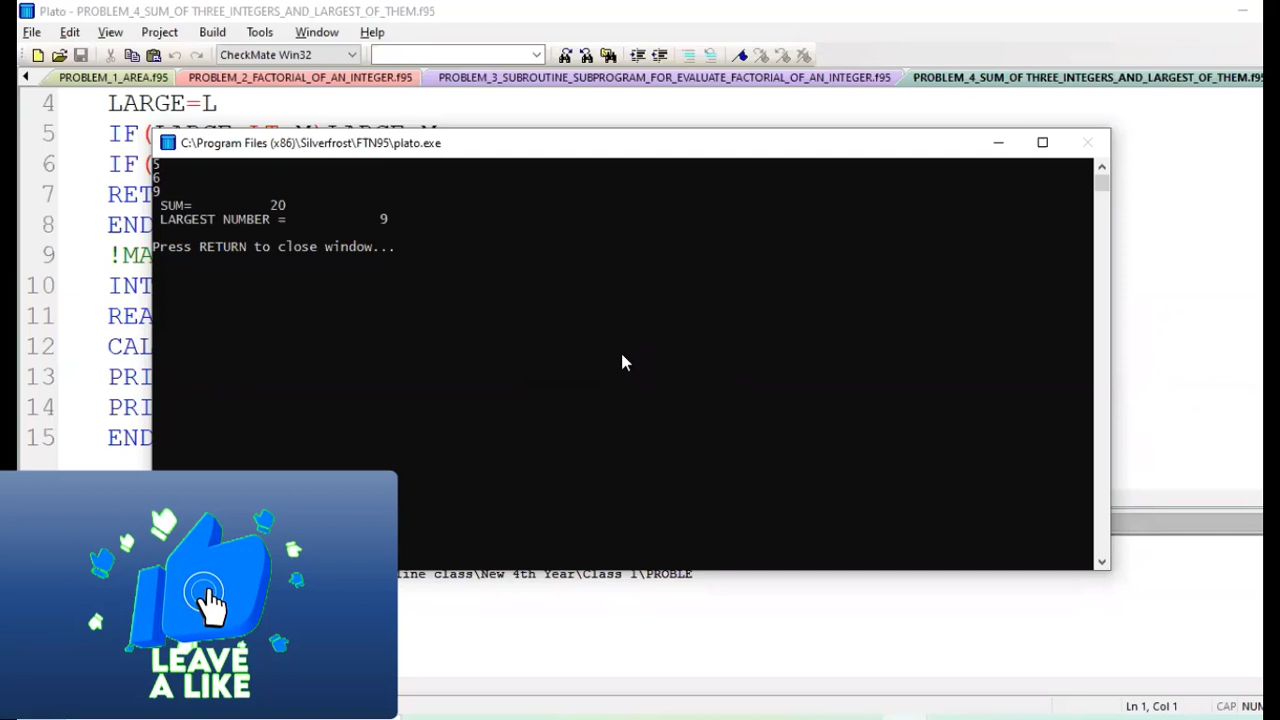 Plato - PROBLEM_4_SUM_OF THREE_INTEGERS_AND_LARGEST_OF_THEM.f95
File Edit View Project Build Tools Window Help
CheckMate Win32
PROBLEM_1_AREA.f95 PROBLEM_2_FACTORIAL_OF_AN_INTEGER.f95 PROBLEM_3_SUBROUTINE_SUBPROGRAM_FOR_EVALUATE_FACTORIAL_OF_AN_INTEGER.f95 PROBLEM_4_SUM_OF THREE_INTEGERS_AND_LARGEST_OF_THEM.f95
4 LARGE=L
5 IF(
6 IF(
7 RET
8 END
9 !MA
10 INT
11 REA
12 CAL
13 PRI
14 PRI
15 END
C:\Program Files (x86)\Silverfrost\FTN95\plato.exe
5
6
9
SUM= 20
LARGEST NUMBER = 9
Press RETURN to close window...
line class\New 4th Year\Class 1\PROBLE
LEAVE
A LIKE
Ln 1, Col 1 CAP NUM